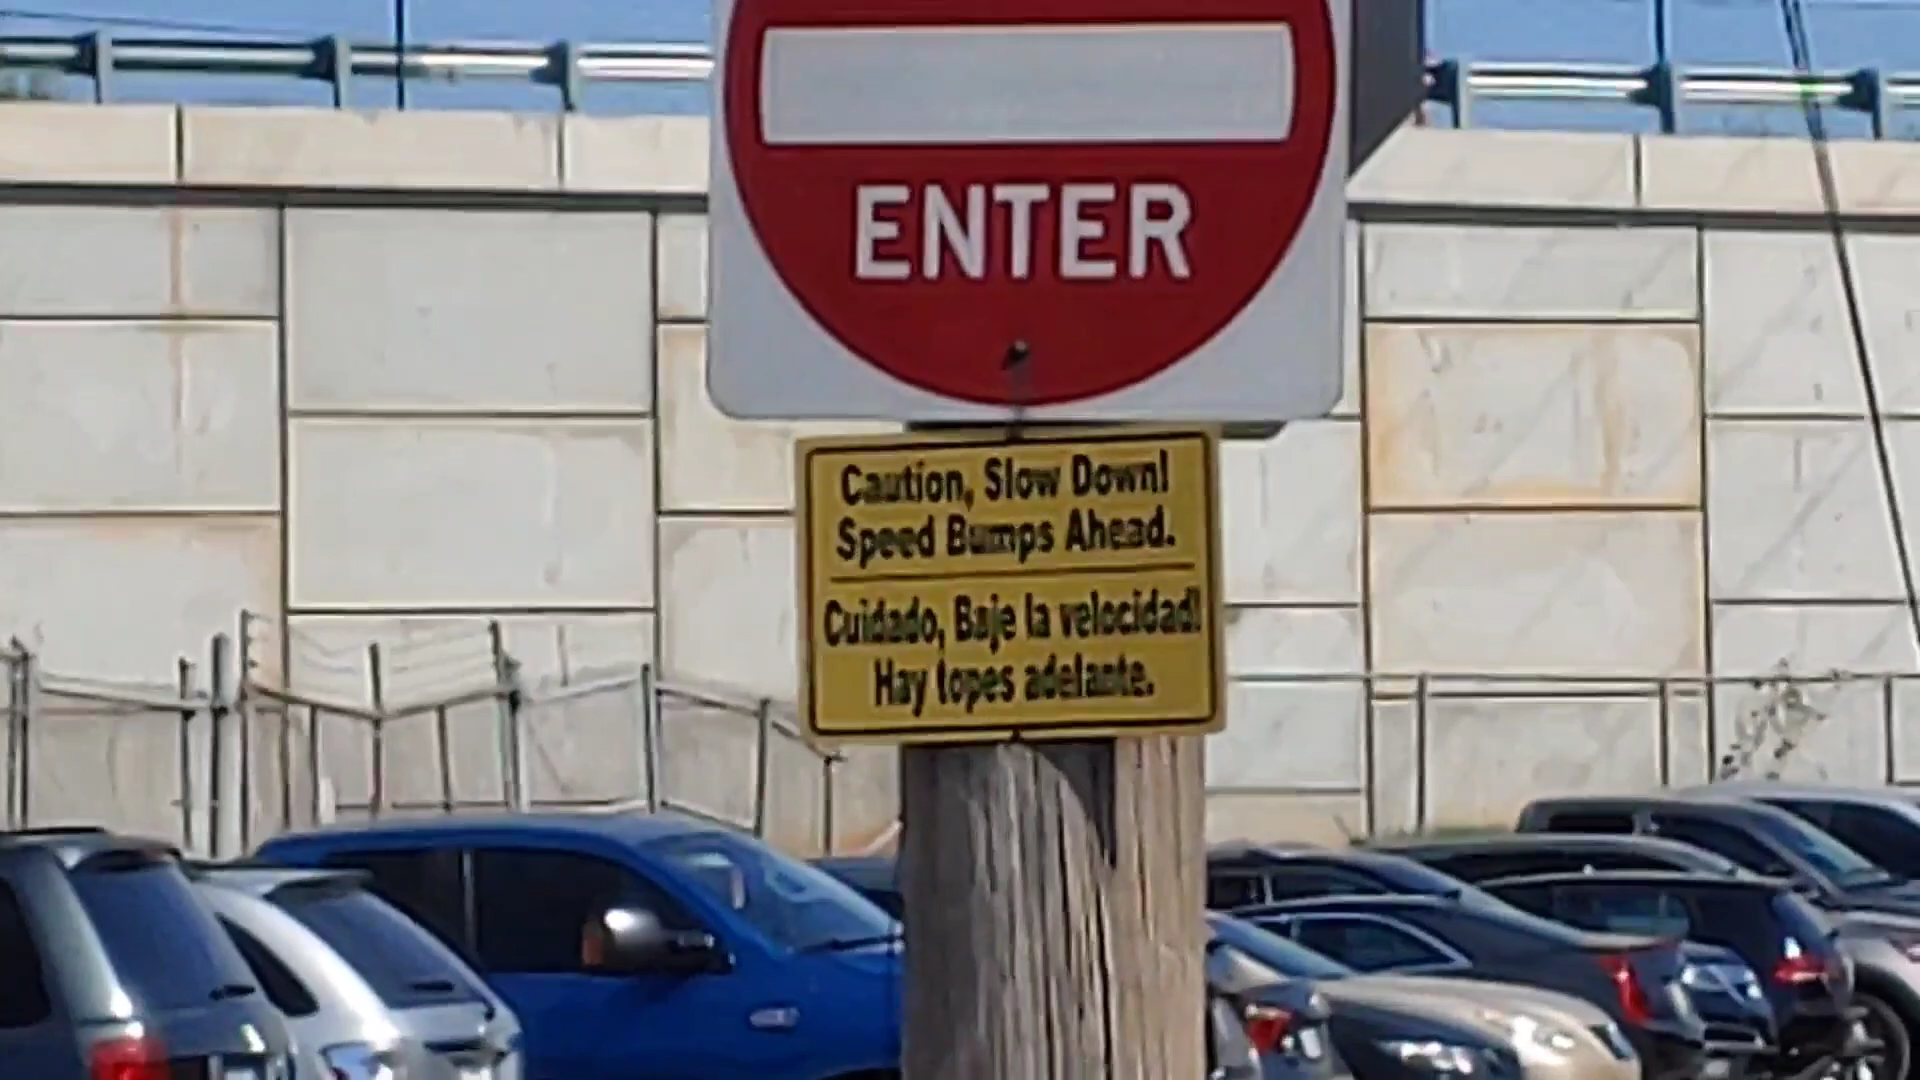 ENTER
Caution, Slow Down!
Speed Bumps Ahead.
Cuidado, Baje la velocidad!
Hay topes adelante.